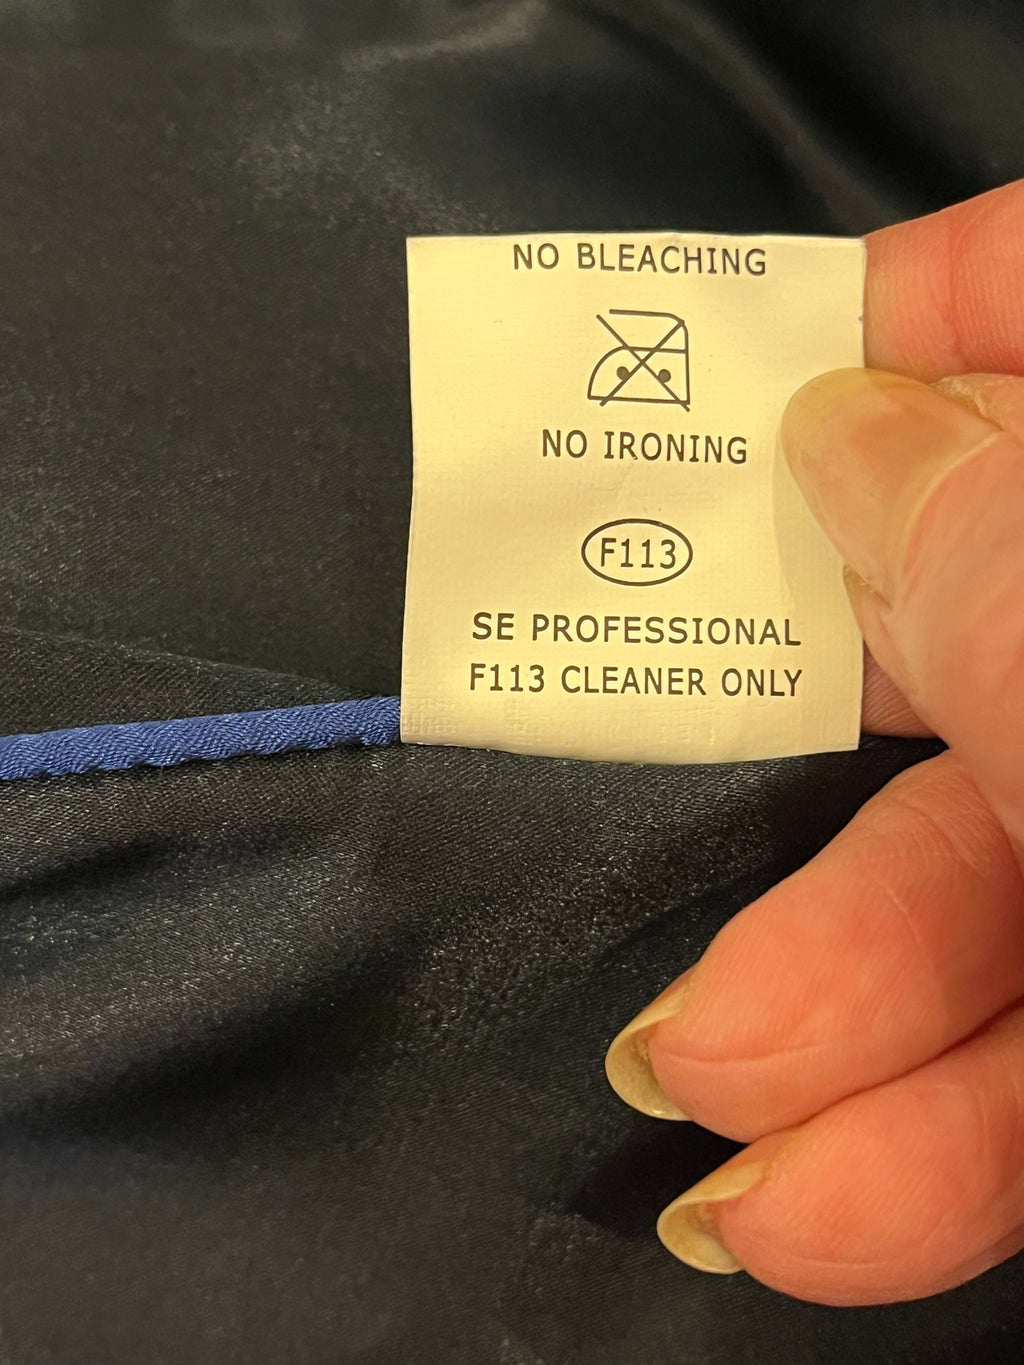 NO BLEACHING
NO IRONING
F113
SE PROFESSIONAL
F113 CLEANER ONLY